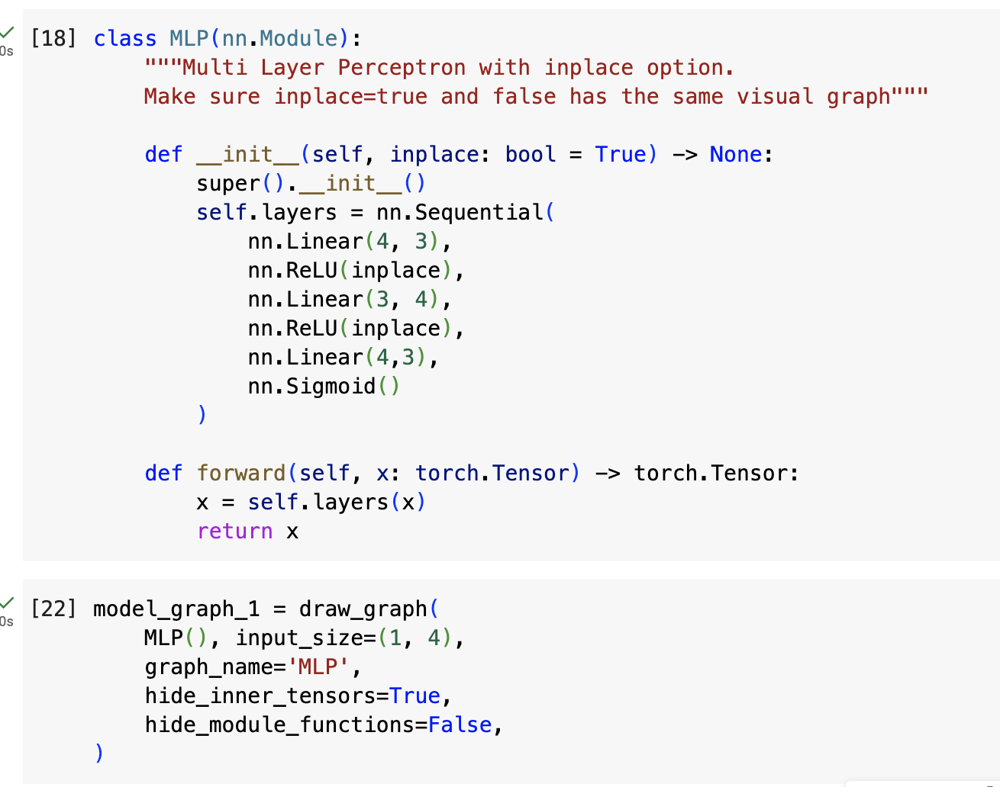 [18] class MLP(nn.Module):
0s
"""Multi Layer Perceptron with inplace option.
Make sure inplace=true and false has the same visual graph"""
def __init__(self, inplace: bool = True) -> None:
super().__init__()
self.layers = nn.Sequential(
nn.Linear(4, 3),
nn.ReLU(inplace),
nn.Linear(3, 4),
nn.ReLU(inplace),
nn.Linear(4,3),
nn.Sigmoid()
)
def forward(self, x: torch.Tensor) -> torch.Tensor:
x = self.layers(x)
return x
[22] model_graph_1 = draw_graph(
0s
MLP(), input_size=(1, 4),
graph_name='MLP',
hide_inner_tensors=True,
hide_module_functions=False,
)